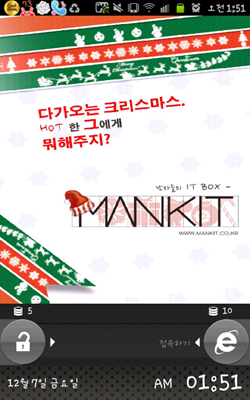 오전 1:51
다가오는 크리스마스.
HOT 한 그에게
뭐해주지?
남자들의 IT BOX -
MANKIT
WWW.MANKIT.CO.KR
5
10
접속하기
12월 7일 금요일
AM 01:51